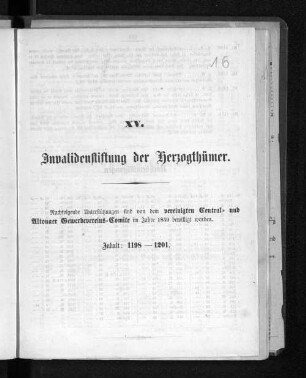 16
XV.
Invalidenstiftung der Herzogthümer.
Nachfolgende Unterstützungen sind von dem vereinigten Central- und
Altonaer Gewerbevereins-Comite im Jahre 1850 bewilligt worden.
Inhalt: 1198 — 1201.